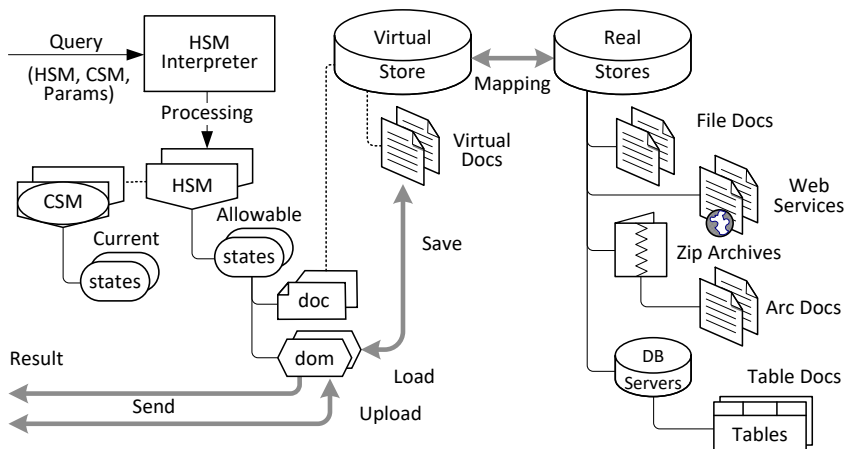 Query
(HSM, CSM,
Params)
HSM
Interpreter
Processing
CSM
HSM
Current
states
Allowable
states
doc
dom
Result
Send
Upload
Load
Save
Virtual
Store
Mapping
Real
Stores
Virtual
Docs
File Docs
Web
Services
Zip Archives
Arc Docs
DB
Servers
Table Docs
Tables